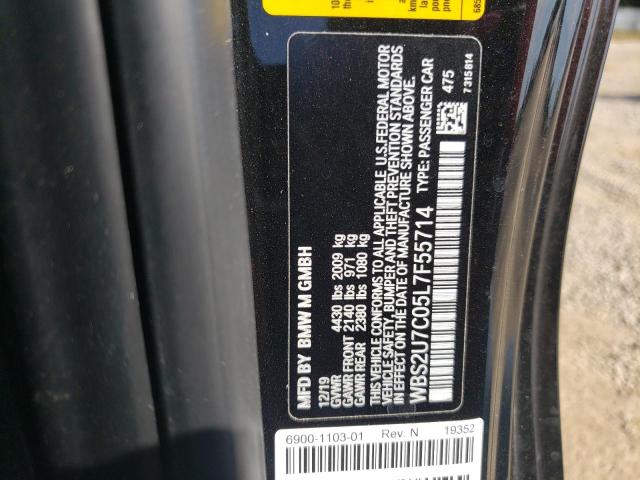 MFD BY BMW M GMBH
12/19
GVWR 4430 lbs 2009 kg
GAWR FRONT 2140 lbs 971 kg
GAWR REAR 2380 lbs 1080 kg
THIS VEHICLE CONFORMS TO ALL APPLICABLE U.S.FEDERAL MOTOR
VEHICLE SAFETY, BUMPER AND THEFT PREVENTION STANDARDS
IN EFFECT ON THE DATE OF MANUFACTURE SHOWN ABOVE.
WBS2U7C05L7F55714 TYPE: PASSENGER CAR
475
7 315 814
6900-1103-01 Rev. N 19352